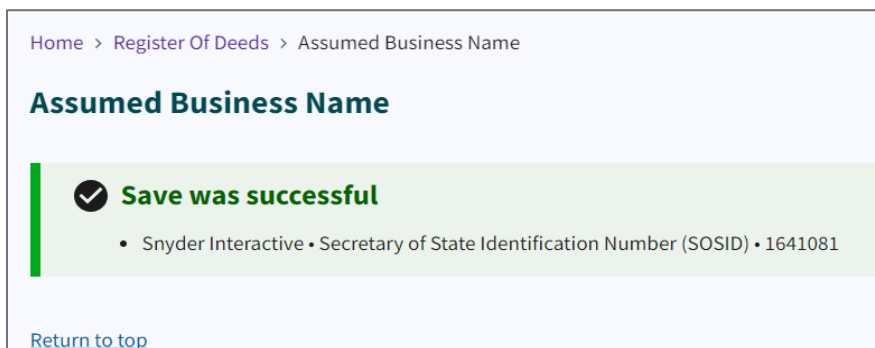 Home > Register Of Deeds > Assumed Business Name
Assumed Business Name
Save was successful
• Snyder Interactive • Secretary of State Identification Number (SOSID) • 1641081
Return to top